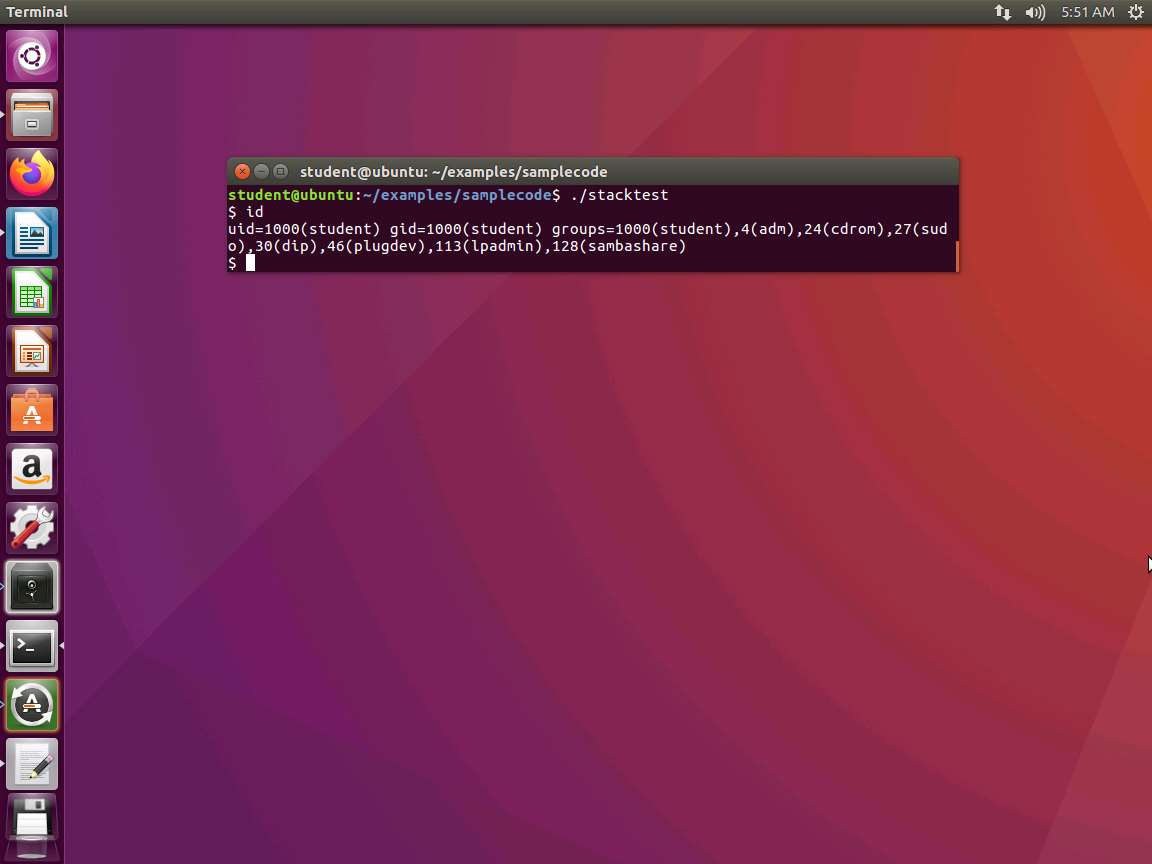 Terminal
5:51 AM
student@ubuntu: ~/examples/samplecode
student@ubuntu:~/examples/samplecode$ ./stacktest
$ id
uid=1000(student) gid=1000(student) groups=1000(student),4(adm),24(cdrom),27(sud
o),30(dip),46(plugdev),113(lpadmin),128(sambashare)
$